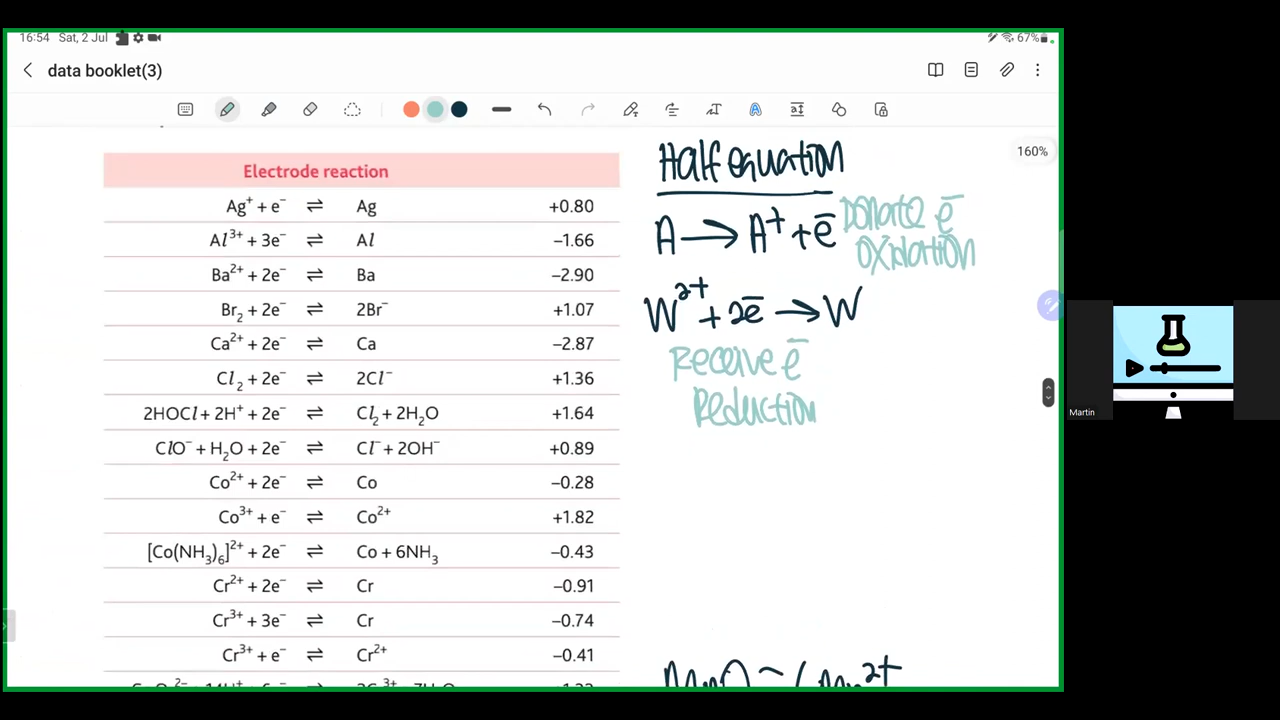 16:54 Sat, 2 Jul
67%
data booklet(3)
160%
Electrode reaction
Ag⁺ + e⁻ ⇌ Ag +0.80
Al³⁺ + 3e⁻ ⇌ Al −1.66
Ba²⁺ + 2e⁻ ⇌ Ba −2.90
Br₂ + 2e⁻ ⇌ 2Br⁻ +1.07
Ca²⁺ + 2e⁻ ⇌ Ca −2.87
Cl₂ + 2e⁻ ⇌ 2Cl⁻ +1.36
2HOCl + 2H⁺ + 2e⁻ ⇌ Cl₂ + 2H₂O +1.64
ClO⁻ + H₂O + 2e⁻ ⇌ Cl⁻ + 2OH⁻ +0.89
Co²⁺ + 2e⁻ ⇌ Co −0.28
Co³⁺ + e⁻ ⇌ Co²⁺ +1.82
[Co(NH₃)₆]²⁺ + 2e⁻ ⇌ Co + 6NH₃ −0.43
Cr²⁺ + 2e⁻ ⇌ Cr −0.91
Cr³⁺ + 3e⁻ ⇌ Cr −0.74
Cr³⁺ + e⁻ ⇌ Cr²⁺ −0.41
Half equation
A → A⁺ + e⁻ Donate e⁻
Oxidation
W²⁺ + 2e⁻ → W
Receive e⁻
Reduction
Martin